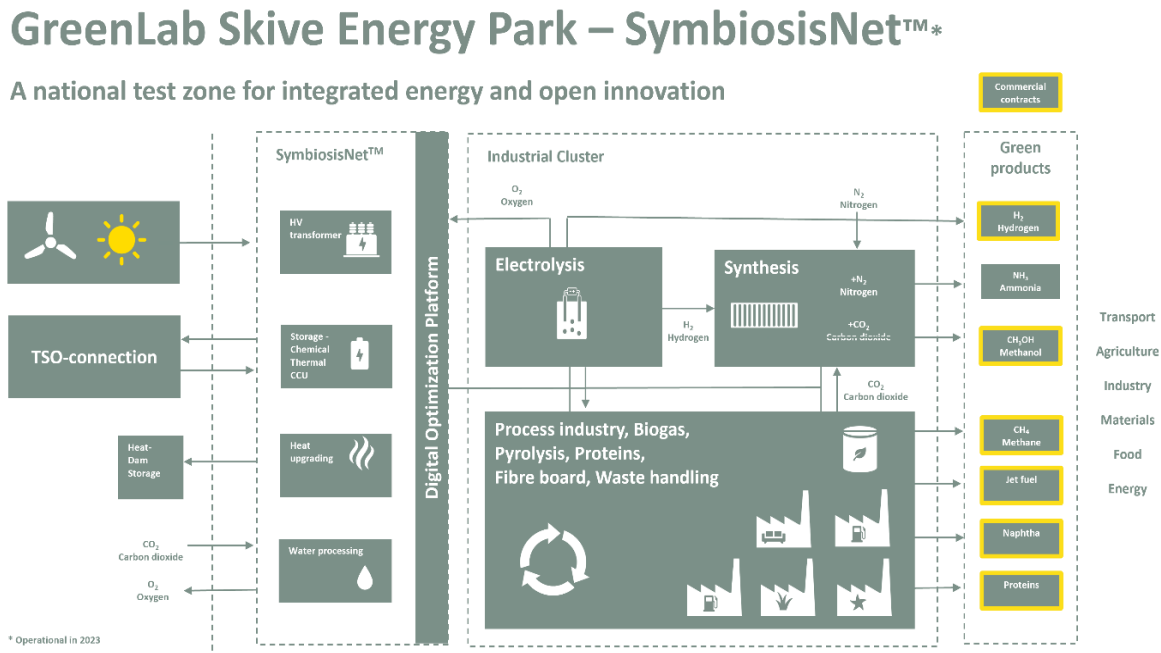 GreenLab Skive Energy Park – SymbiosisNet™*
A national test zone for integrated energy and open innovation
Commercial
contracts
SymbiosisNet™
HV
transformer
Storage -
Chemical
Thermal
CCU
Heat
upgrading
Water processing
Digital Optimization Platform
TSO-connection
Heat-
Dam
Storage
CO₂
Carbon dioxide
O₂
Oxygen
Industrial Cluster
O₂
Oxygen
N₂
Nitrogen
Electrolysis
H₂
Hydrogen
Synthesis
+N₂
Nitrogen
+CO₂
Carbon dioxide
CO₂
Carbon dioxide
Process industry, Biogas,
Pyrolysis, Proteins,
Fibre board, Waste handling
Green
products
H₂
Hydrogen
NH₃
Ammonia
CH₃OH
Methanol
CH₄
Methane
Jet fuel
Naphtha
Proteins
Transport
Agriculture
Industry
Materials
Food
Energy
* Operational in 2023